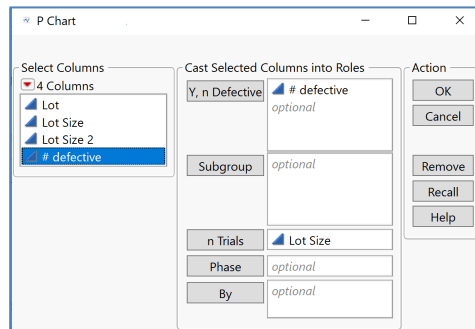 P Chart
Select Columns
4 Columns
Lot
Lot Size
Lot Size 2
# defective
Cast Selected Columns into Roles
Y, n Defective
# defective
optional
Subgroup
optional
n Trials
Lot Size
Phase
optional
By
optional
Action
OK
Cancel
Remove
Recall
Help